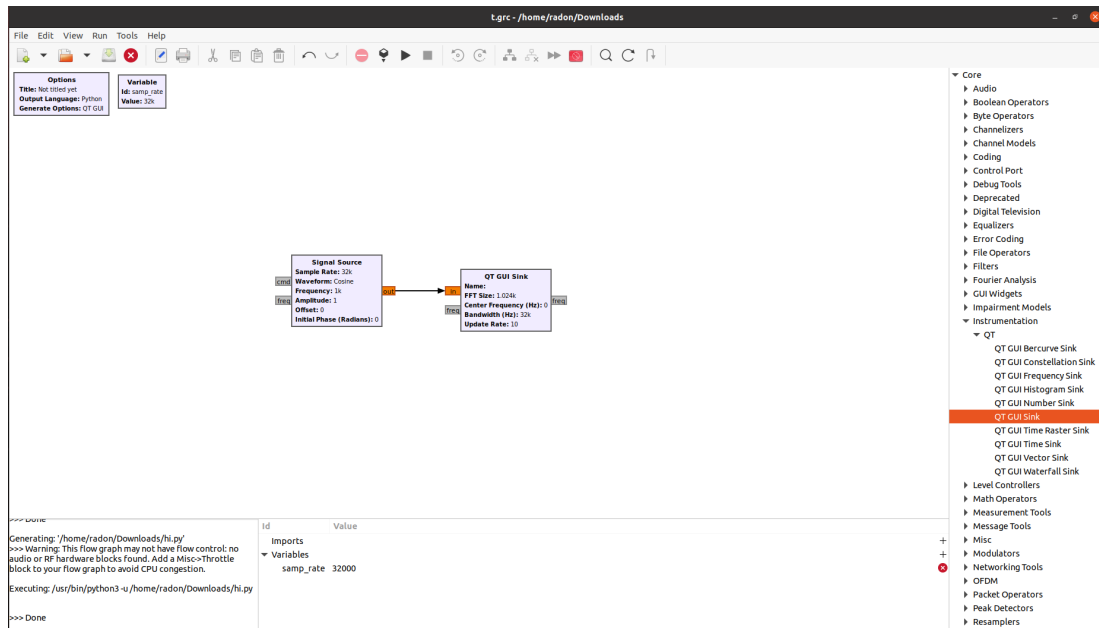 t.grc - /home/radon/Downloads
File Edit View Run Tools Help
Options
Title: Not titled yet
Output Language: Python
Generate Options: QT GUI
Variable
Id: samp_rate
Value: 32k
Signal Source
Sample Rate: 32k
Waveform: Cosine
Frequency: 1k
Amplitude: 1
Offset: 0
Initial Phase (Radians): 0
cmd
freq
out
QT GUI Sink
Name:
FFT Size: 1.024k
Center Frequency (Hz): 0
Bandwidth (Hz): 32k
Update Rate: 10
in
freq
freq
Core
Audio
Boolean Operators
Byte Operators
Channelizers
Channel Models
Coding
Control Port
Debug Tools
Deprecated
Digital Television
Equalizers
Error Coding
File Operators
Filters
Fourier Analysis
GUI Widgets
Impairment Models
Instrumentation
QT
QT GUI Bercurve Sink
QT GUI Constellation Sink
QT GUI Frequency Sink
QT GUI Histogram Sink
QT GUI Number Sink
QT GUI Sink
QT GUI Time Raster Sink
QT GUI Time Sink
QT GUI Vector Sink
QT GUI Waterfall Sink
Level Controllers
Math Operators
Measurement Tools
Message Tools
Misc
Modulators
Networking Tools
OFDM
Packet Operators
Peak Detectors
Resamplers
>>> Done
Generating: '/home/radon/Downloads/hi.py'
>>> Warning: This flow graph may not have flow control: no
audio or RF hardware blocks found. Add a Misc->Throttle
block to your flow graph to avoid CPU congestion.
Executing: /usr/bin/python3 -u /home/radon/Downloads/hi.py
>>> Done
Id Value
Imports +
Variables +
samp_rate 32000